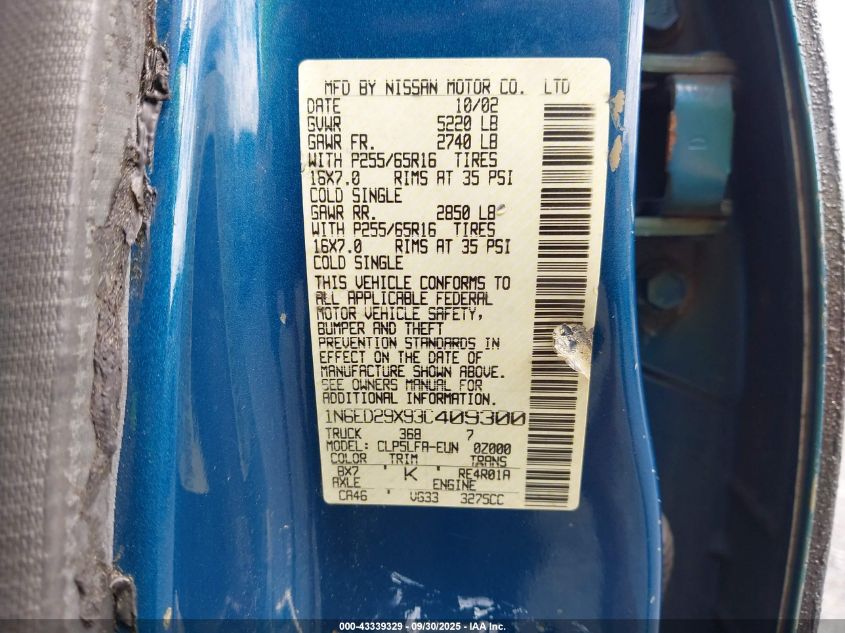 MFD BY NISSAN MOTOR CO. LTD
DATE 10/02
GVWR 5220 LB
GAWR FR. 2740 LB
WITH P255/65R16 TIRES
16X7.0 RIMS AT 35 PSI
COLD SINGLE
GAWR RR. 2850 LB
WITH P255/65R16 TIRES
16X7.0 RIMS AT 35 PSI
COLD SINGLE
THIS VEHICLE CONFORMS TO
ALL APPLICABLE FEDERAL
MOTOR VEHICLE SAFETY,
BUMPER AND THEFT
PREVENTION STANDARDS IN
EFFECT ON THE DATE OF
MANUFACTURE SHOWN ABOVE.
SEE OWNERS MANUAL FOR
ADDITIONAL INFORMATION.
1N6ED29X93C409300
TRUCK 368 7
MODEL: CLP5LFA-EUN 02000
COLOR TRIM TRANS
BX7 K RE4R01A
AXLE ENGINE
CA46 VG33 3275CC
000-43339329 - 09/30/2025 - IAA, Inc.